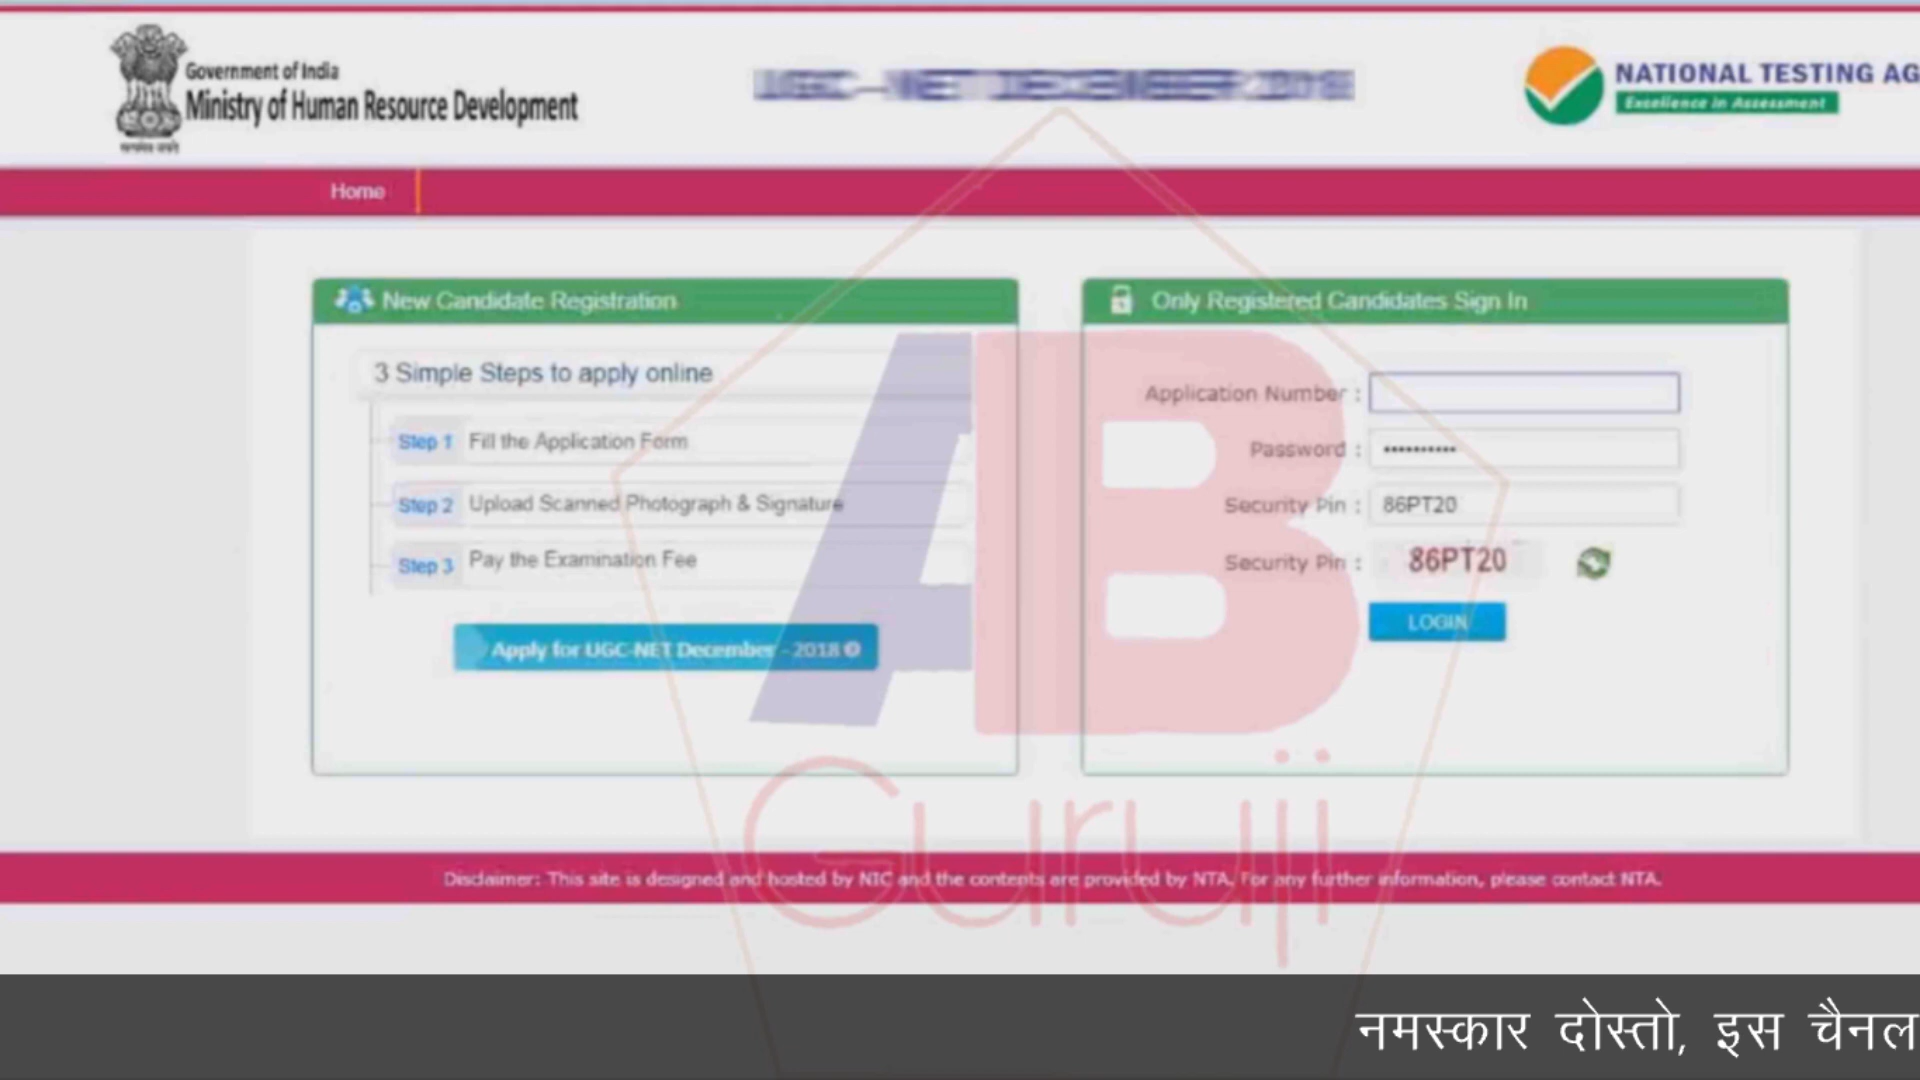 Government of India
Ministry of Human Resource Development
UGC-NET DECEMBER 2018
NATIONAL TESTING AG
Excellence in Assessment
Home
New Candidate Registration
3 Simple Steps to apply online
Step 1 Fill the Application Form
Step 2 Upload Scanned Photograph & Signature
Step 3 Pay the Examination Fee
Apply for UGC-NET December - 2018
Only Registered Candidates Sign In
Application Number :
Password : ••••••••••
Security Pin : 86PT20
Security Pin : 86PT20
LOGIN
AB
Guruji
Disclaimer: This site is designed and hosted by NIC and the contents are provided by NTA. For any further information, please contact NTA.
नमस्कार दोस्तो, इस चैनल